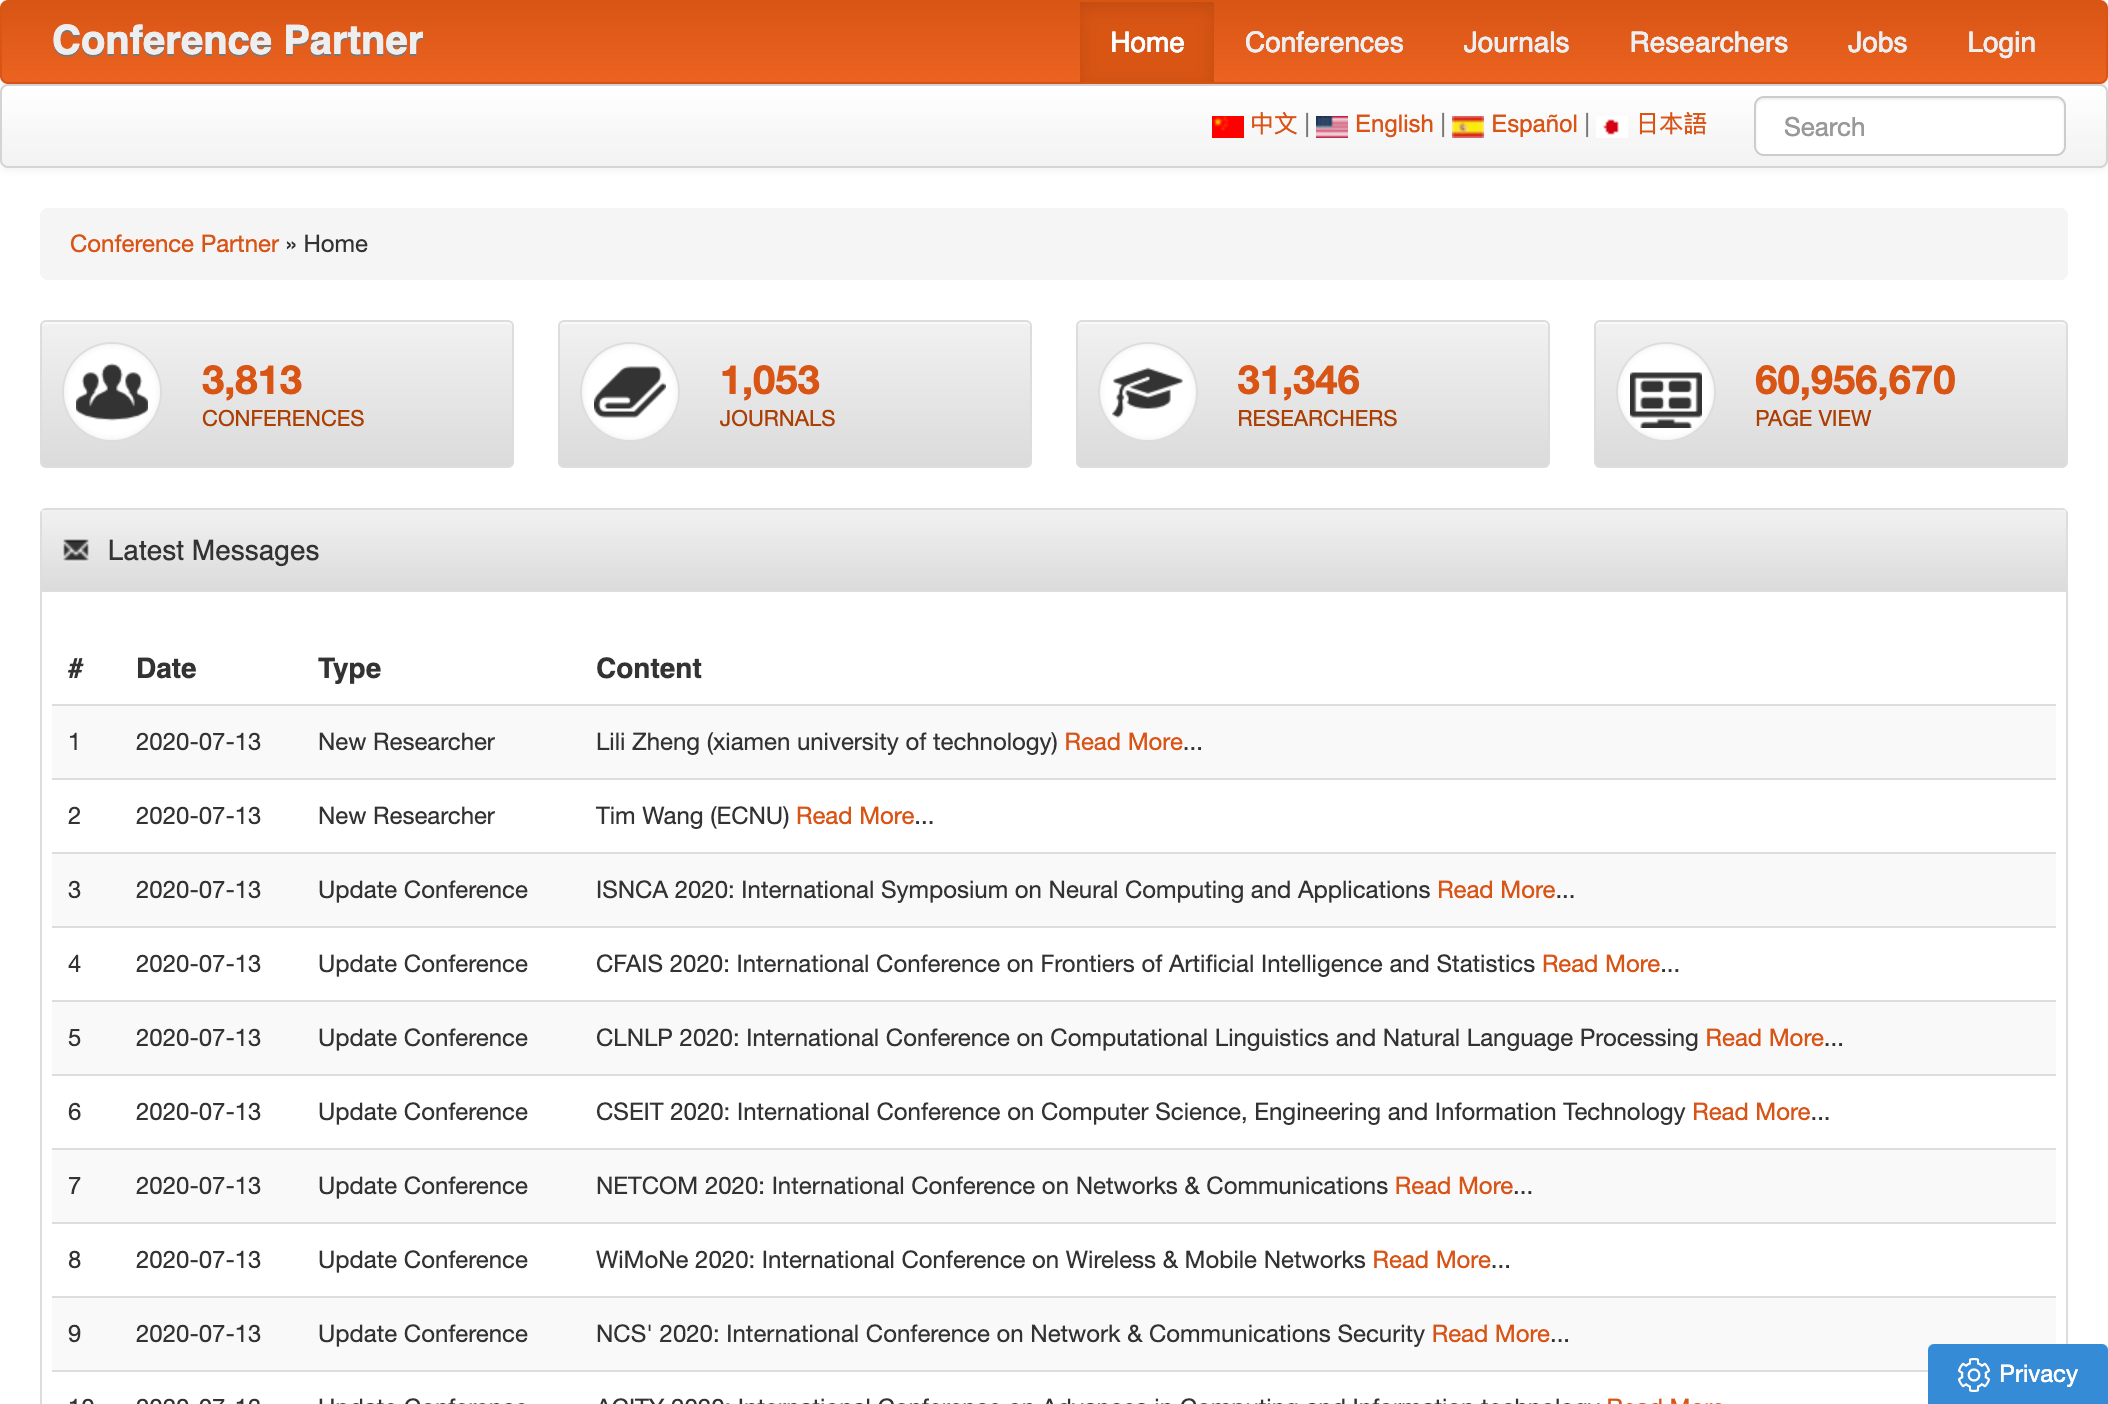 Conference Partner
Home Conferences Journals Researchers Jobs Login
中文 | English | Español | 日本語 Search
Conference Partner » Home
3,813
CONFERENCES
1,053
JOURNALS
31,346
RESEARCHERS
60,956,670
PAGE VIEW
Latest Messages
# Date Type Content
1 2020-07-13 New Researcher Lili Zheng (xiamen university of technology) Read More...
2 2020-07-13 New Researcher Tim Wang (ECNU) Read More...
3 2020-07-13 Update Conference ISNCA 2020: International Symposium on Neural Computing and Applications Read More...
4 2020-07-13 Update Conference CFAIS 2020: International Conference on Frontiers of Artificial Intelligence and Statistics Read More...
5 2020-07-13 Update Conference CLNLP 2020: International Conference on Computational Linguistics and Natural Language Processing Read More...
6 2020-07-13 Update Conference CSEIT 2020: International Conference on Computer Science, Engineering and Information Technology Read More...
7 2020-07-13 Update Conference NETCOM 2020: International Conference on Networks & Communications Read More...
8 2020-07-13 Update Conference WiMoNe 2020: International Conference on Wireless & Mobile Networks Read More...
9 2020-07-13 Update Conference NCS' 2020: International Conference on Network & Communications Security Read More...
Privacy